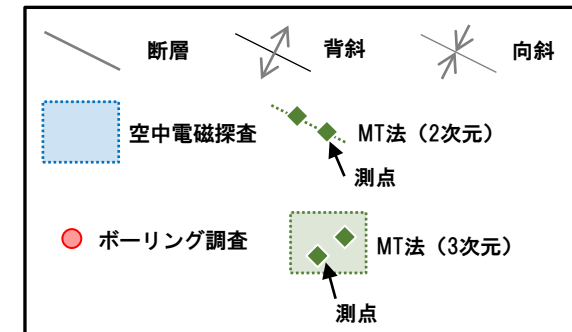 断層
背斜
向斜
空中電磁探査
MT法（2次元）
測点
ボーリング調査
MT法（3次元）
測点